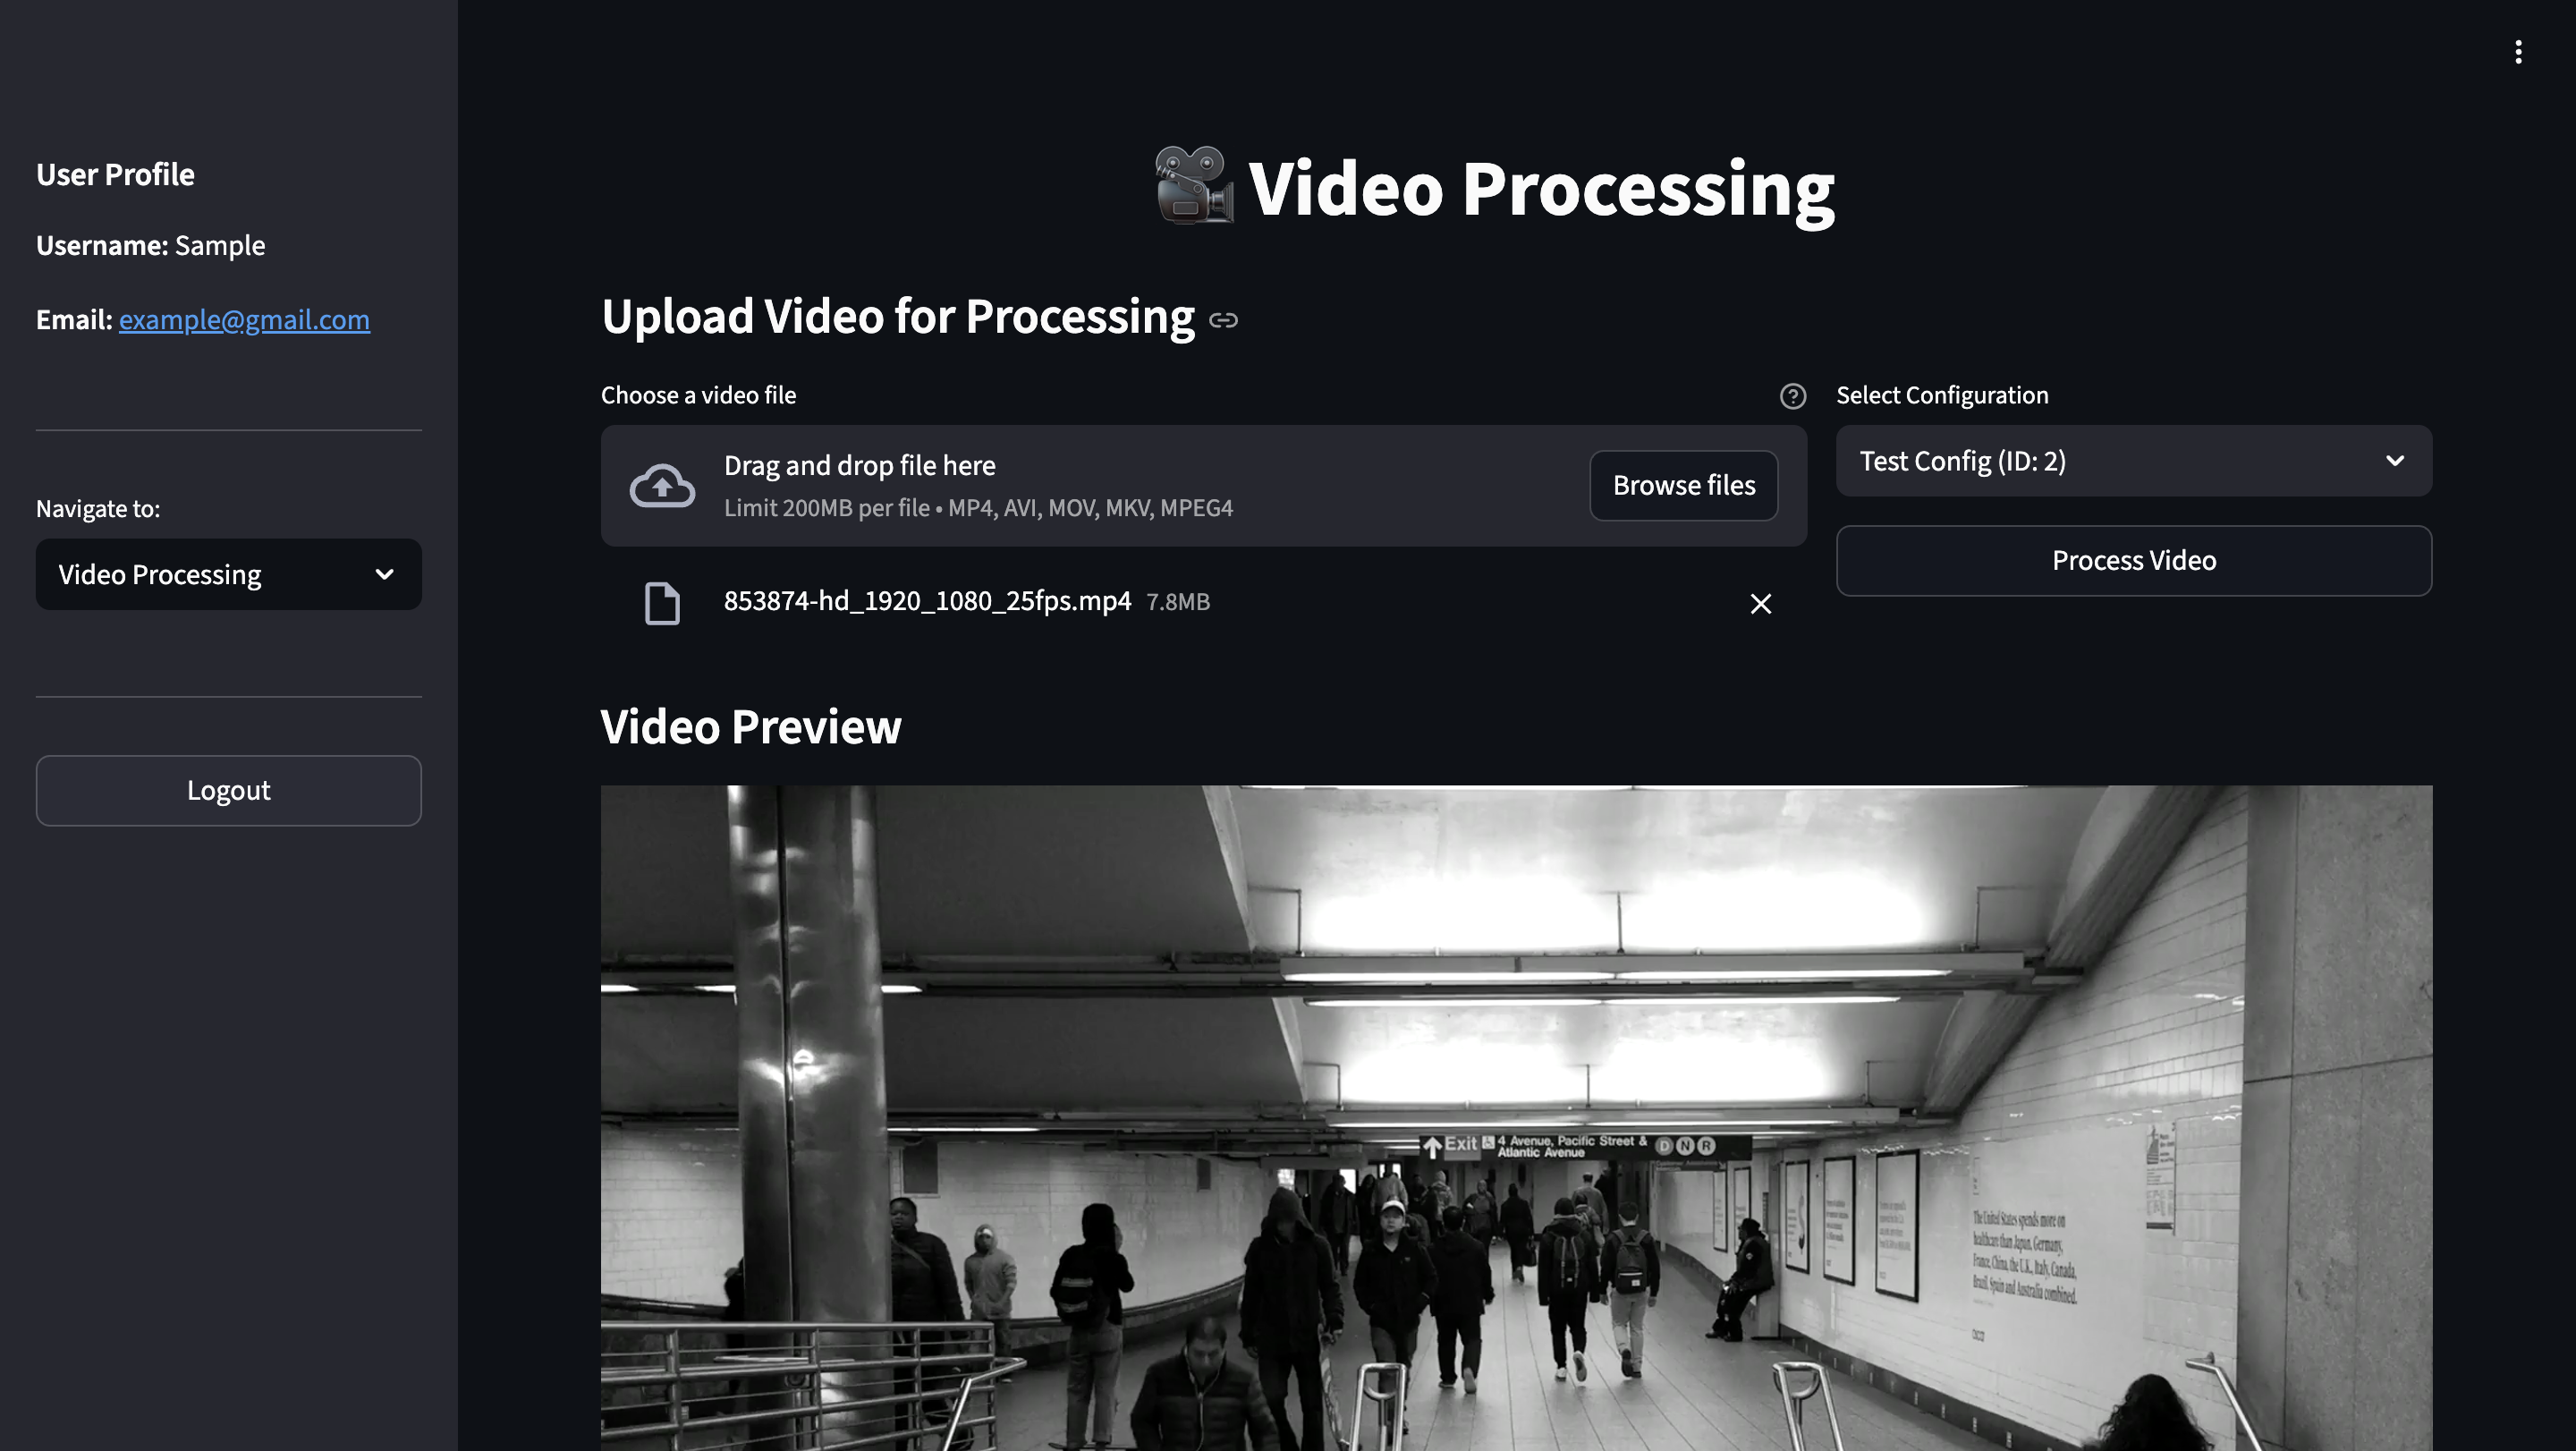 User Profile
Username: Sample
Email: example@gmail.com
Navigate to:
Video Processing
Logout
Video Processing
Upload Video for Processing
Choose a video file
Drag and drop file here
Limit 200MB per file • MP4, AVI, MOV, MKV, MPEG4
Browse files
853874-hd_1920_1080_25fps.mp4 7.8MB
Select Configuration
Test Config (ID: 2)
Process Video
Video Preview
Exit
4 Avenue, Pacific Street &
Atlantic Avenue
D N R
The United States spends more on
healthcare than Japan, Germany,
France, China, the U.K., Italy, Canada,
Brazil, Spain and Australia combined.